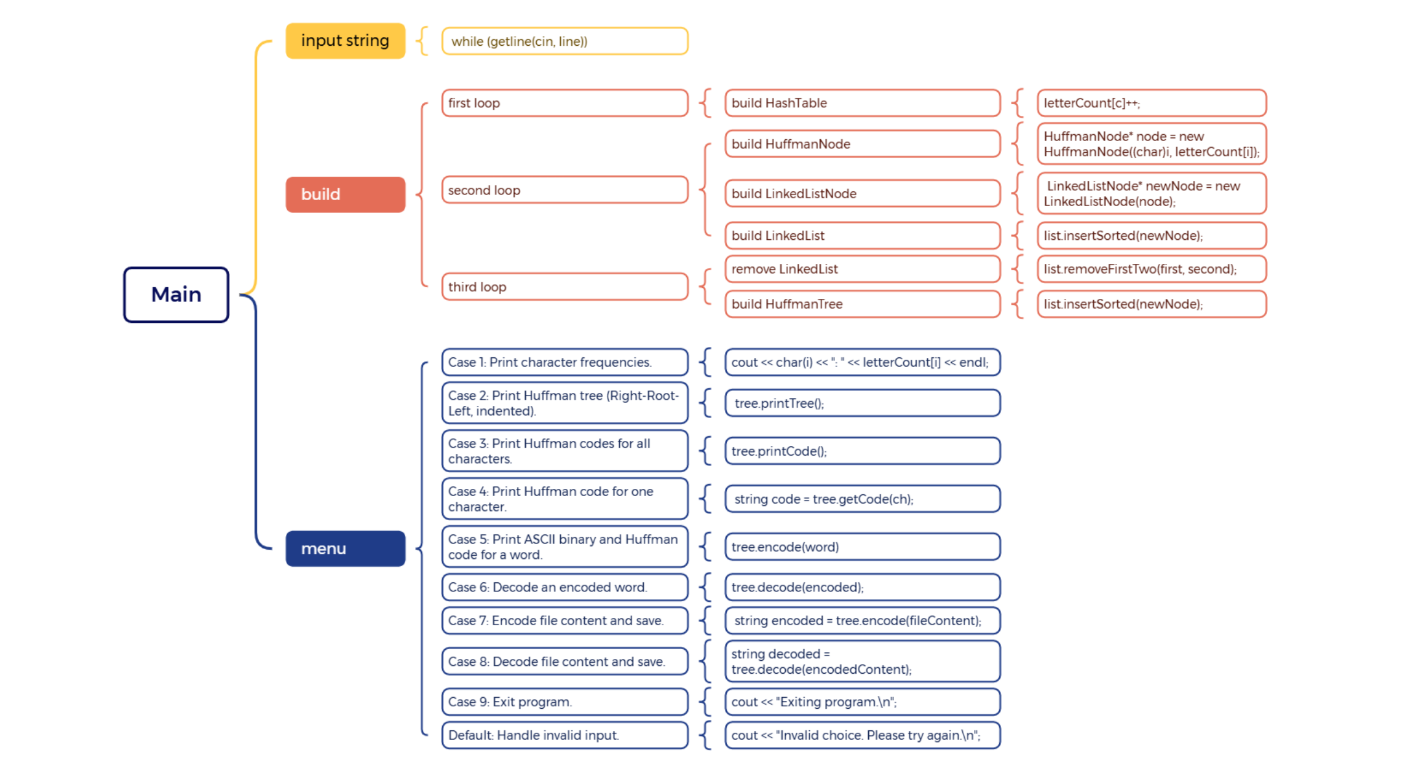 input string
while (getline(cin, line))
first loop
build HashTable
letterCount[c]++;
build HuffmanNode
HuffmanNode* node = new
HuffmanNode((char)i, letterCount[i]);
build
second loop
build LinkedListNode
LinkedListNode* newNode = new
LinkedListNode(node);
build LinkedList
list.insertSorted(newNode);
Main
third loop
remove LinkedList
list.removeFirstTwo(first, second);
build HuffmanTree
list.insertSorted(newNode);
menu
Case 1: Print character frequencies.
cout << char(i) << ": " << letterCount[i] << endl;
Case 2: Print Huffman tree (Right-Root-
Left, indented).
tree.printTree();
Case 3: Print Huffman codes for all
characters.
tree.printCode();
Case 4: Print Huffman code for one
character.
string code = tree.getCode(ch);
Case 5: Print ASCII binary and Huffman
code for a word.
tree.encode(word)
Case 6: Decode an encoded word.
tree.decode(encoded);
Case 7: Encode file content and save.
string encoded = tree.encode(fileContent);
Case 8: Decode file content and save.
string decoded =
tree.decode(encodedContent);
Case 9: Exit program.
cout << "Exiting program.\n";
Default: Handle invalid input.
cout << "Invalid choice. Please try again.\n";